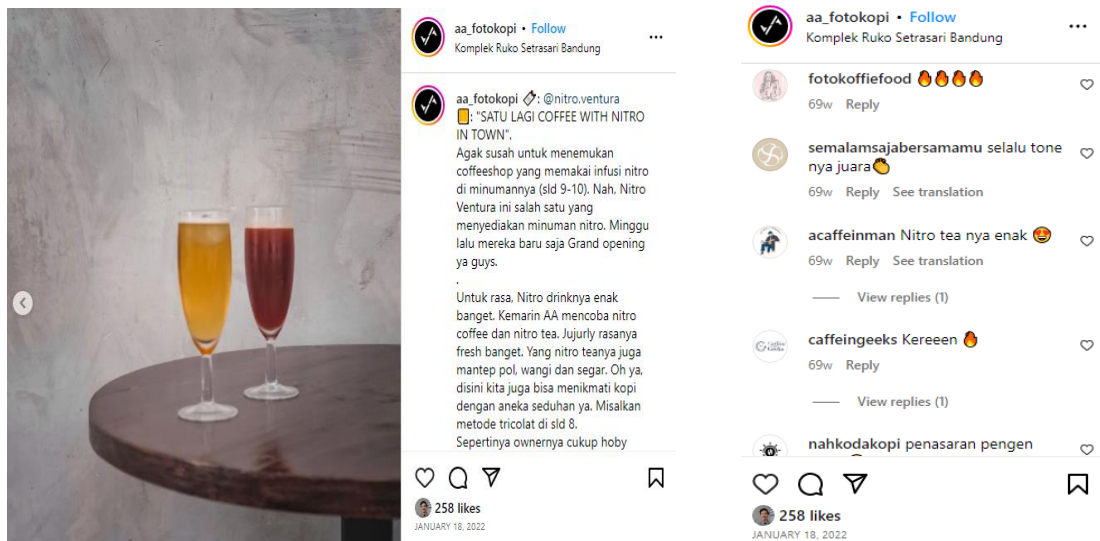 aa_fotokopi • Follow
Komplek Ruko Setrasari Bandung
aa_fotokopi 🏷: @nitro.ventura
📒: "SATU LAGI COFFEE WITH NITRO
IN TOWN".
Agak susah untuk menemukan
coffeeshop yang memakai infusi nitro
di minumannya (sld 9-10). Nah, Nitro
Ventura ini salah satu yang
menyediakan minuman nitro. Minggu
lalu mereka baru saja Grand opening
ya guys.
.
Untuk rasa, Nitro drinknya enak
banget. Kemarin AA mencoba nitro
coffee dan nitro tea. Jujurly rasanya
fresh banget. Yang nitro teanya juga
mantep pol, wangi dan segar. Oh ya,
disini kita juga bisa menikmati kopi
dengan aneka seduhan ya. Misalkan
metode tricolat di sld 8.
Sepertinya ownernya cukup hoby
258 likes
JANUARY 18, 2022
aa_fotokopi • Follow
Komplek Ruko Setrasari Bandung
fotokoffiefood 🔥🔥🔥🔥
69w Reply
semalamsajabersamamu selalu tone
nya juara👏
69w Reply See translation
acaffeinman Nitro tea nya enak 😍
69w Reply See translation
View replies (1)
caffeingeeks Kereeen 🔥
69w Reply
View replies (1)
nahkodakopi penasaran pengen
258 likes
JANUARY 18, 2022